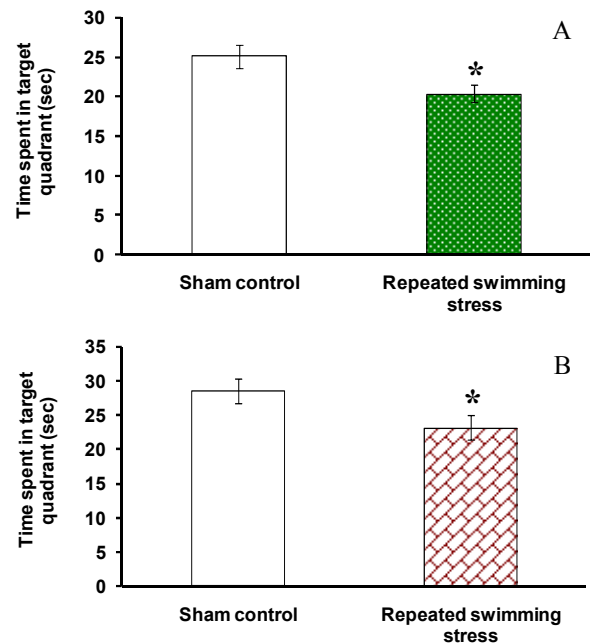 A
Time spent in target
quadrant (sec)
30
25
20
15
10
5
0
*
Sham control
Repeated swimming
stress
B
Time spent in target
quadrant (sec)
35
30
25
20
15
10
5
0
*
Sham control
Repeated swimming
stress